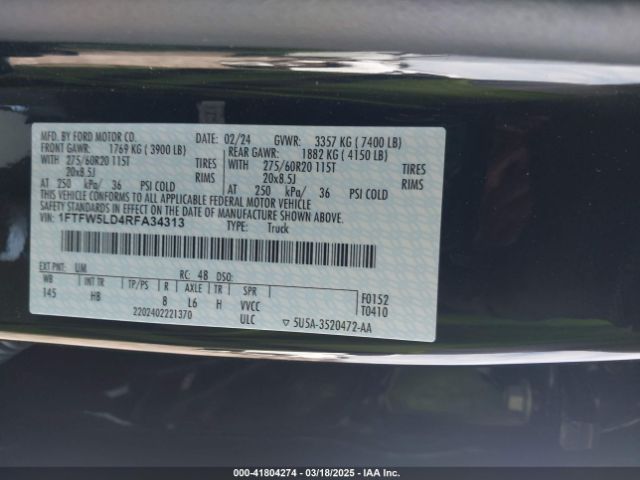 MFD. BY FORD MOTOR CO. DATE: 02/24 GVWR: 3357 KG ( 7400 LB)
FRONT GAWR: 1769 KG ( 3900 LB) REAR GAWR: 1882 KG ( 4150 LB)
WITH 275/60R20 115T TIRES WITH 275/60R20 115T TIRES
20x8.5J RIMS 20x8.5J RIMS
AT 250 kPa/ 36 PSI COLD AT 250 kPa/ 36 PSI COLD
THIS VEHICLE CONFORMS TO ALL APPLICABLE FEDERAL MOTOR VEHICLE
SAFETY STANDARDS IN EFFECT ON THE DATE OF MANUFACTURE SHOWN ABOVE.
VIN: 1FTFW5LD4RFA34313 TYPE: Truck
EXT PNT: UM RC: 48 DSO: F0152
WB INT TR TP/PS R AXLE TR SPR T0410
145 HB 8 L6 H VVCC
2202402221370 ULC ▽ 5U5A-3520472-AA
00-41804274 — 03/18/2025 — IAAI.COM